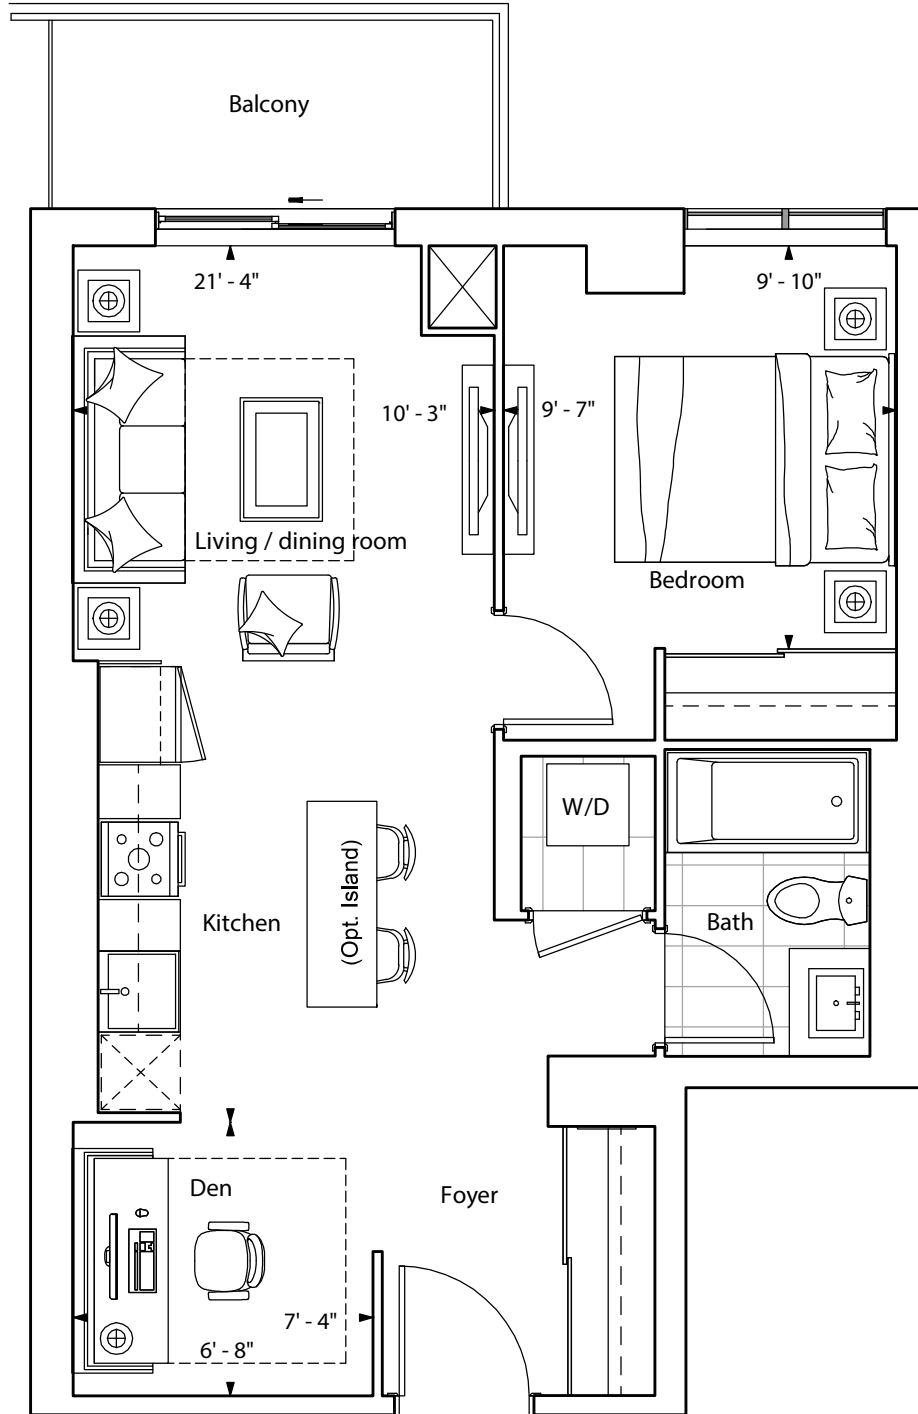 Balcony
21' - 4"
9' - 10"
10' - 3"
9' - 7"
Living / dining room
Bedroom
W/D
Kitchen
(Opt. Island)
Bath
Den
Foyer
7' - 4"
6' - 8"